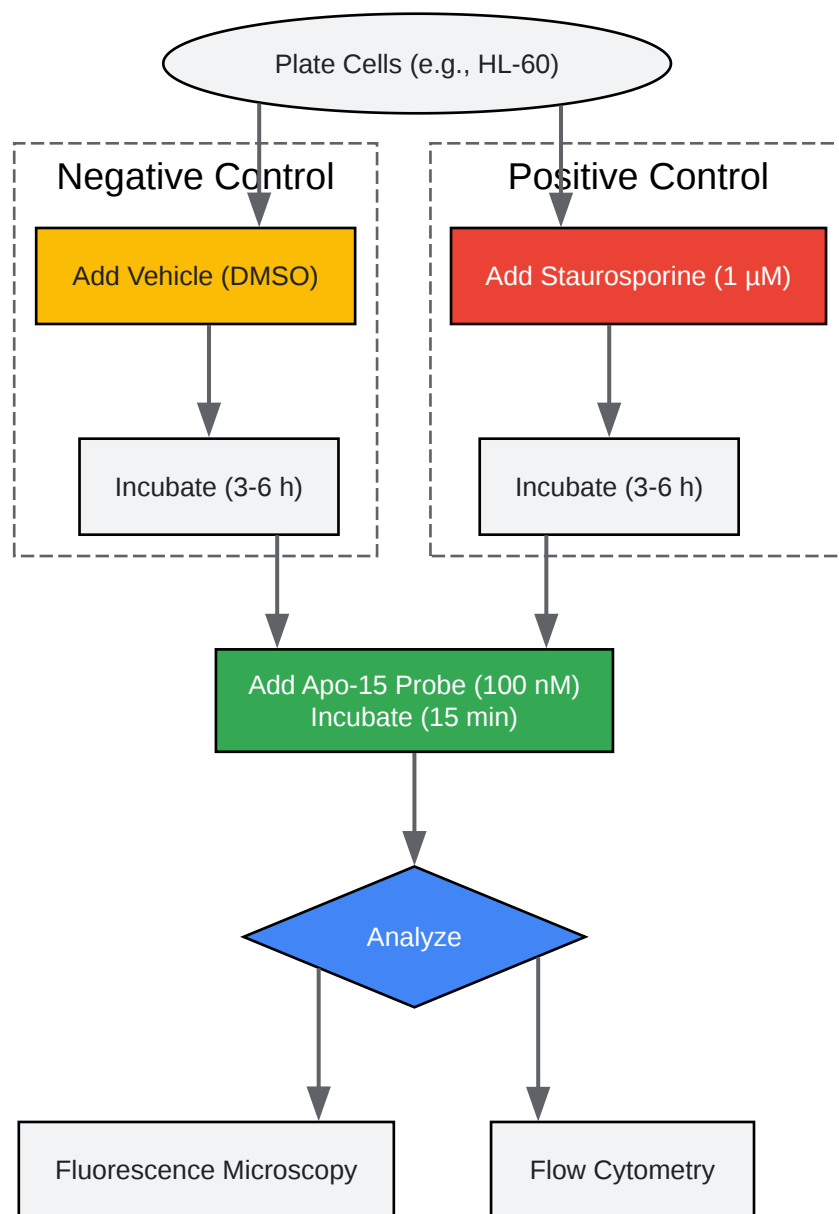 Plate Cells (e.g., HL-60)
Negative Control
Positive Control
Add Vehicle (DMSO)
Add Staurosporine (1 µM)
Incubate (3-6 h)
Incubate (3-6 h)
Add Apo-15 Probe (100 nM)
Incubate (15 min)
Analyze
Fluorescence Microscopy
Flow Cytometry